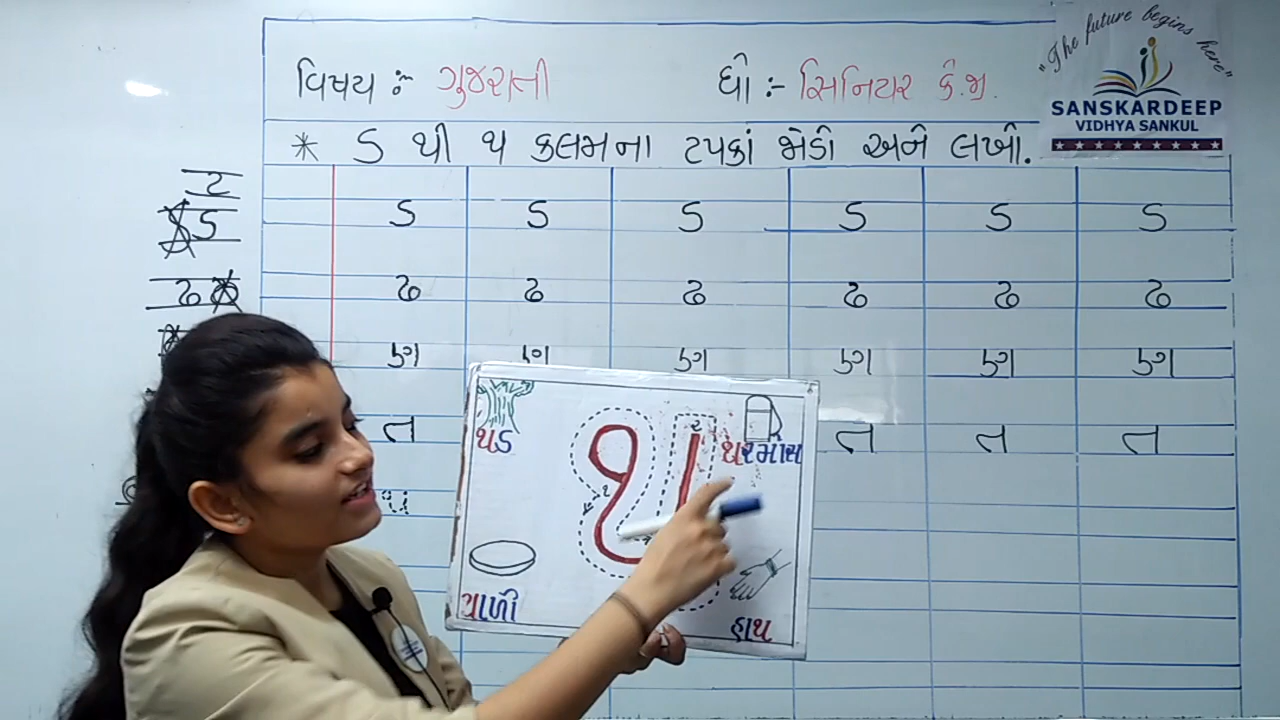 "The future begins here"
SANSKARDEEP
VIDHYA SANKUL
વિષય :- ગુજરાતી ધો :- સિનિયર કે.જી.
* ડ થી થ કલમના ટપકાં જોડો અને લખો.
ટ
ડ ડ ડ ડ ડ ડ ડ
ઢ ઢ ઢ ઢ ઢ ઢ ઢ
ણ ણ ણ ણ ણ ણ
ત ત ત ત
થ
થડ
થ
થરમોસ
થાળી
હાથ